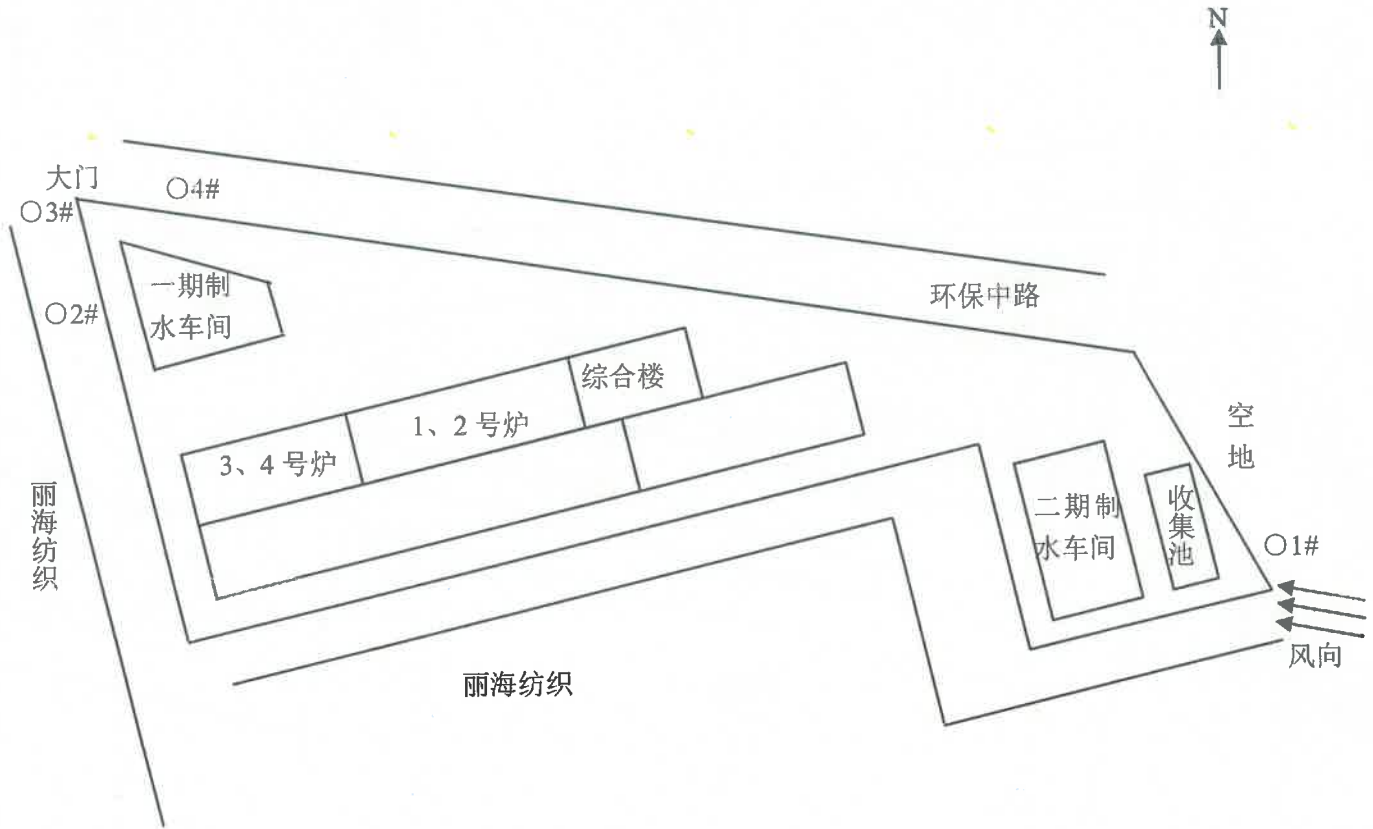 N
大门
○4#
○3#
一期制
水车间
○2#
环保中路
综合楼
1、2 号炉
3、4 号炉
空
地
丽
海
纺
织
二期制
水车间
收
集
池
○1#
风向
丽海纺织